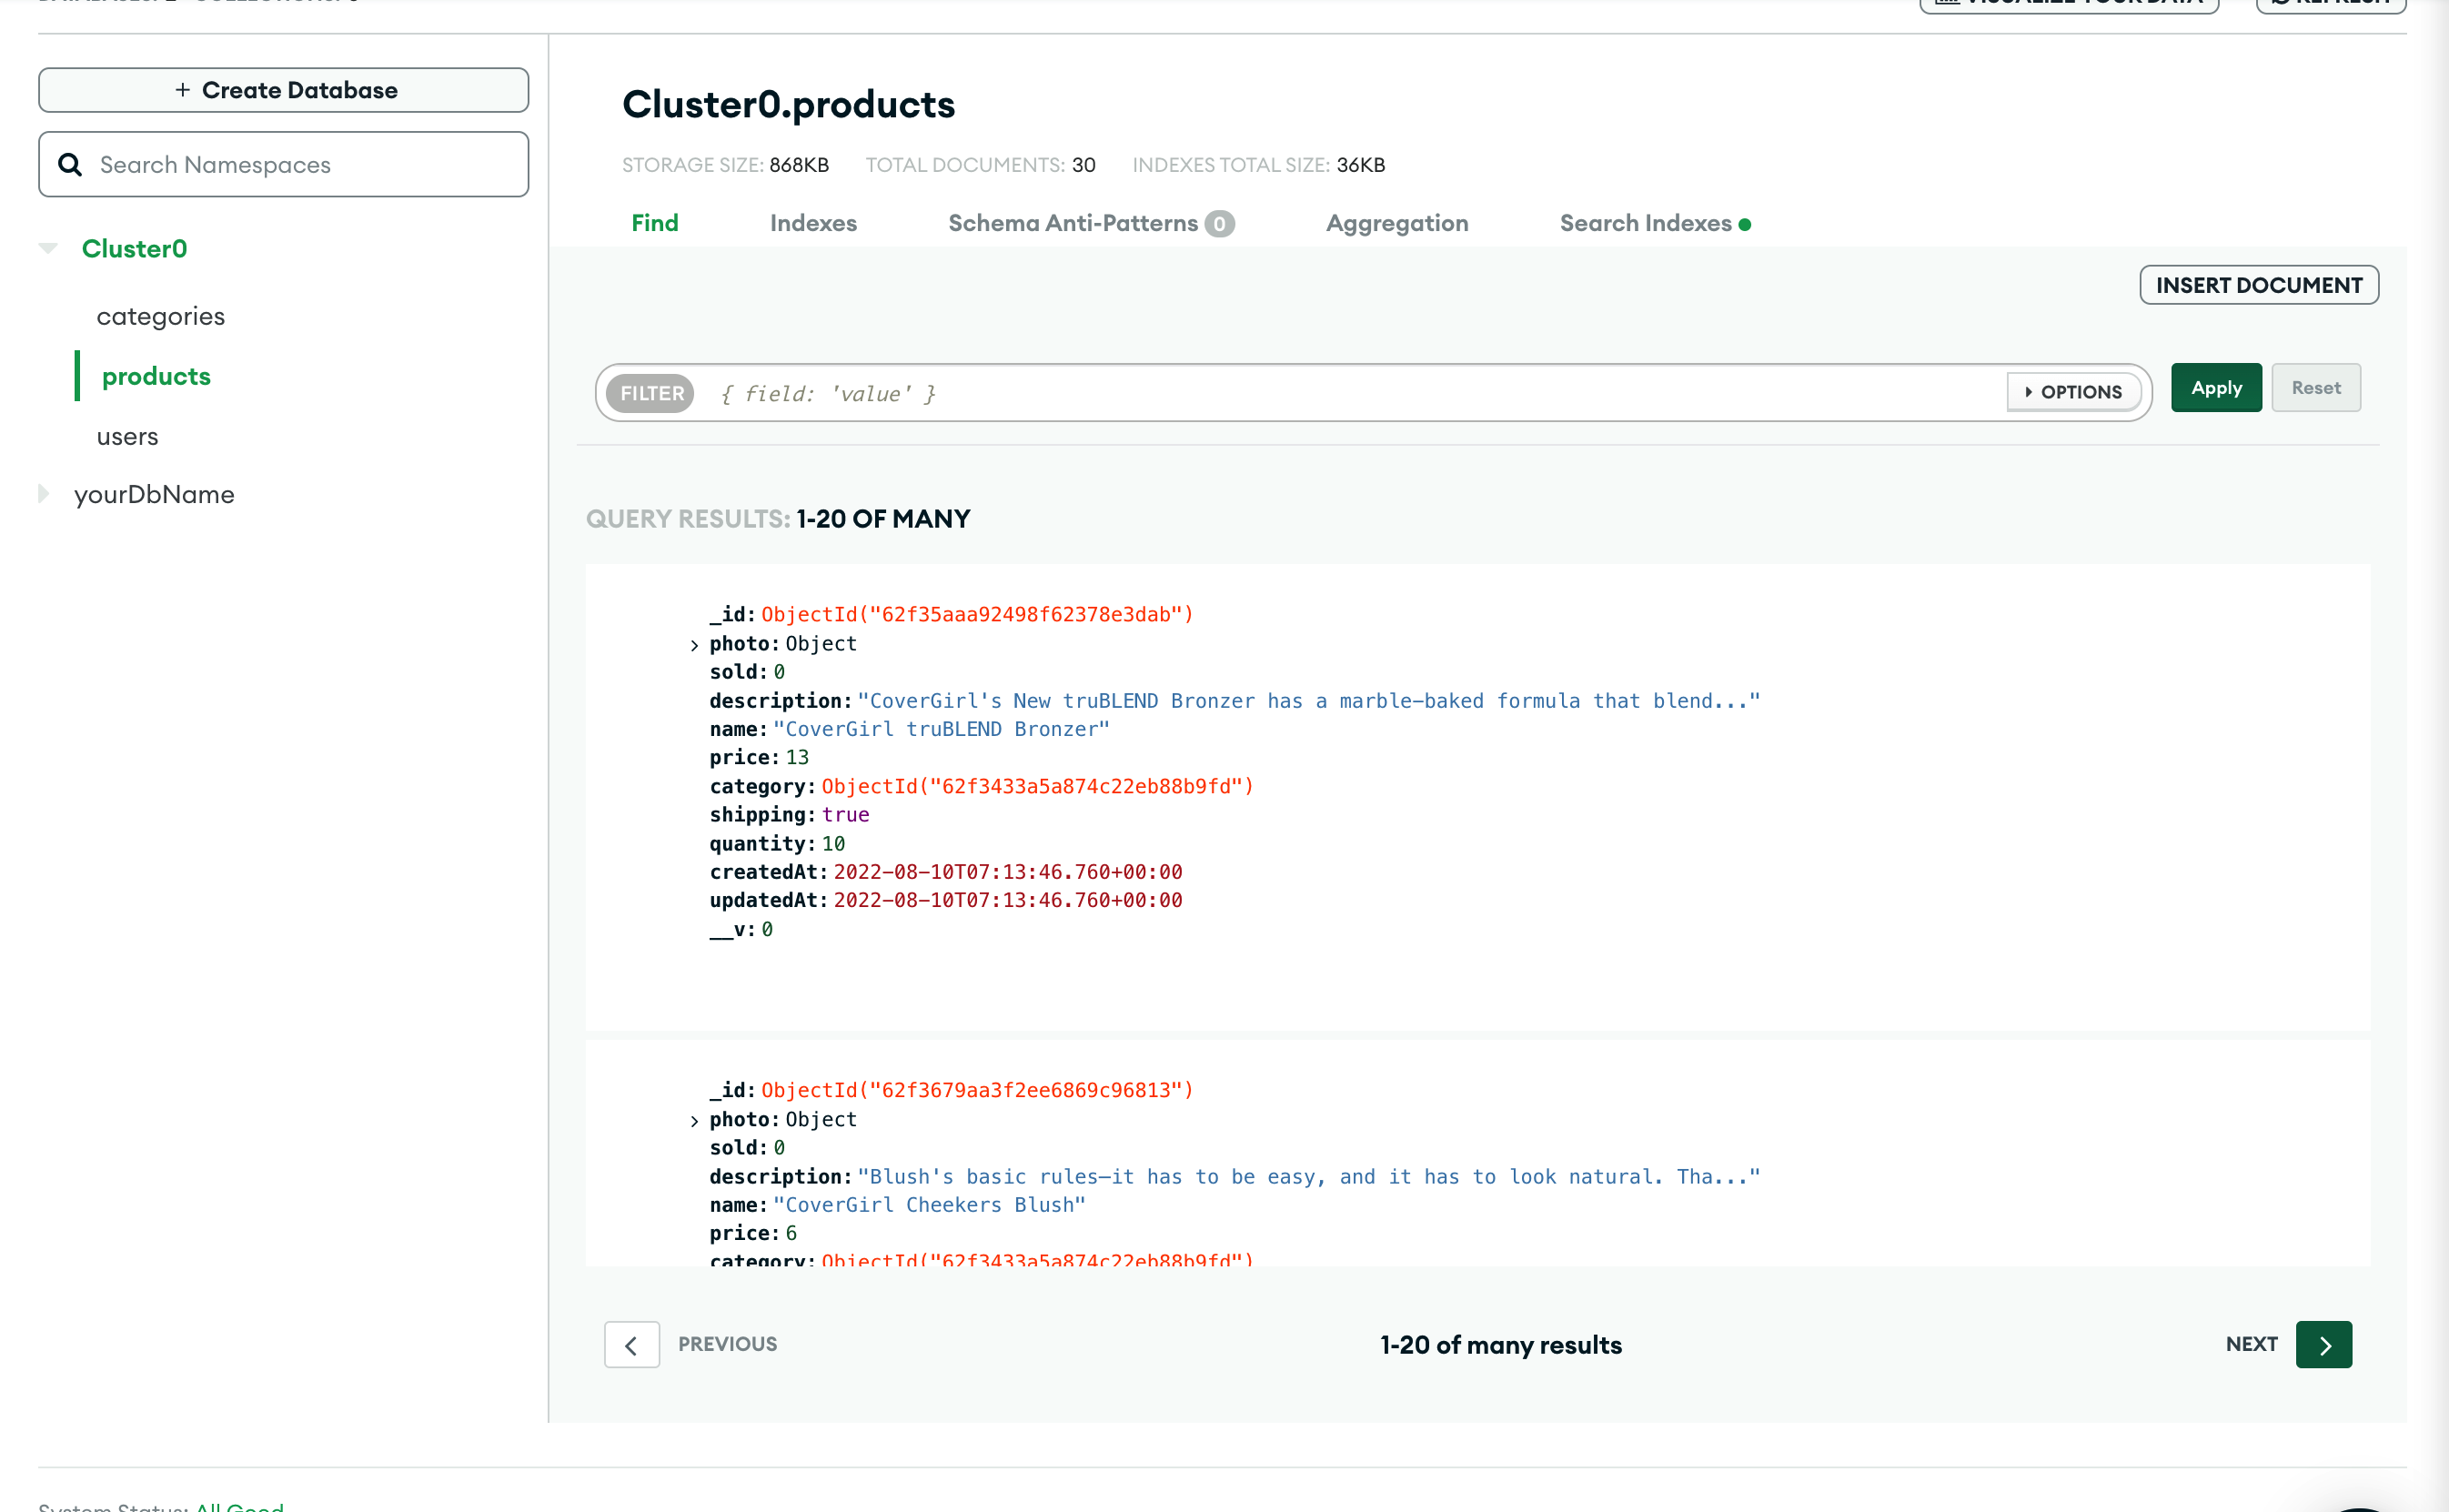 + Create Database
Search Namespaces
Cluster0
categories
products
users
yourDbName
Cluster0.products
STORAGE SIZE: 868KB TOTAL DOCUMENTS: 30 INDEXES TOTAL SIZE: 36KB
Find Indexes Schema Anti-Patterns 0 Aggregation Search Indexes
INSERT DOCUMENT
FILTER { field: 'value' } OPTIONS Apply Reset
QUERY RESULTS: 1-20 OF MANY
_id: ObjectId("62f35aaa92498f62378e3dab")
photo: Object
sold: 0
description: "CoverGirl's New truBLEND Bronzer has a marble-baked formula that blend..."
name: "CoverGirl truBLEND Bronzer"
price: 13
category: ObjectId("62f3433a5a874c22eb88b9fd")
shipping: true
quantity: 10
createdAt: 2022-08-10T07:13:46.760+00:00
updatedAt: 2022-08-10T07:13:46.760+00:00
__v: 0
_id: ObjectId("62f3679aa3f2ee6869c96813")
photo: Object
sold: 0
description: "Blush's basic rules—it has to be easy, and it has to look natural. Tha..."
name: "CoverGirl Cheekers Blush"
price: 6
category: ObjectId("62f3433a5a874c22eb88b9fd")
PREVIOUS 1-20 of many results NEXT
System Status: All Good